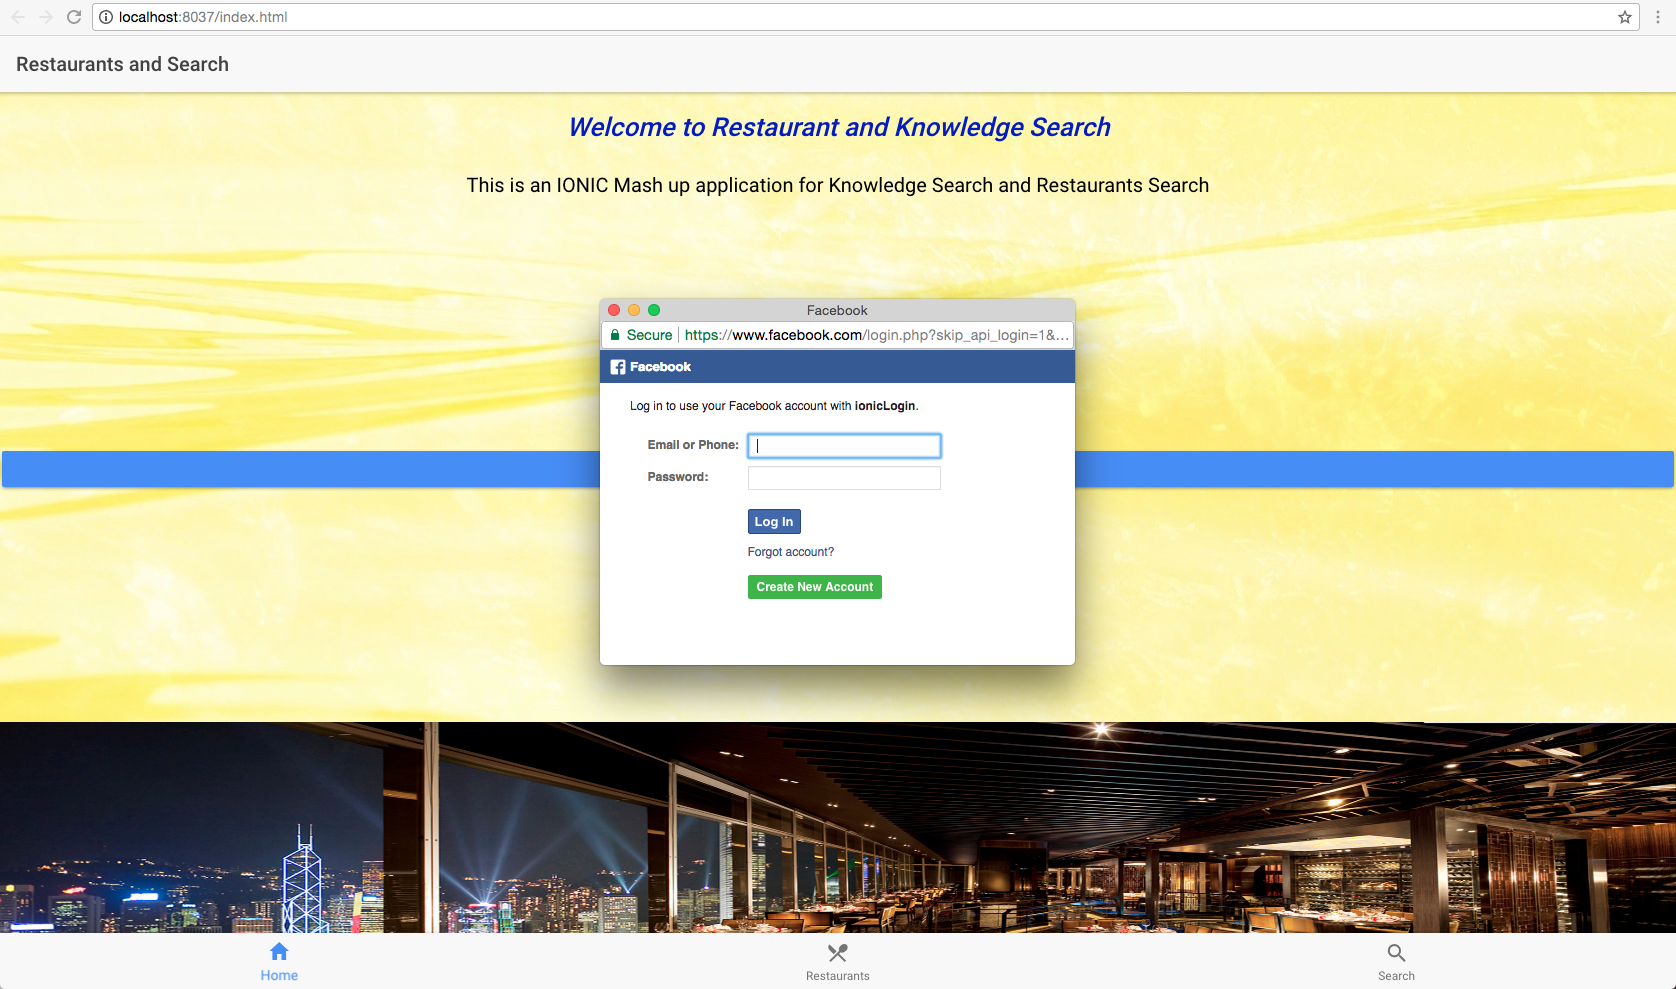 localhost:8037/index.html
Restaurants and Search
Welcome to Restaurant and Knowledge Search
This is an IONIC Mash up application for Knowledge Search and Restaurants Search
Facebook
Secure https://www.facebook.com/login.php?skip_api_login=1&...
Facebook
Log in to use your Facebook account with ionicLogin.
Email or Phone:
Password:
Log In
Forgot account?
Create New Account
Home
Restaurants
Search